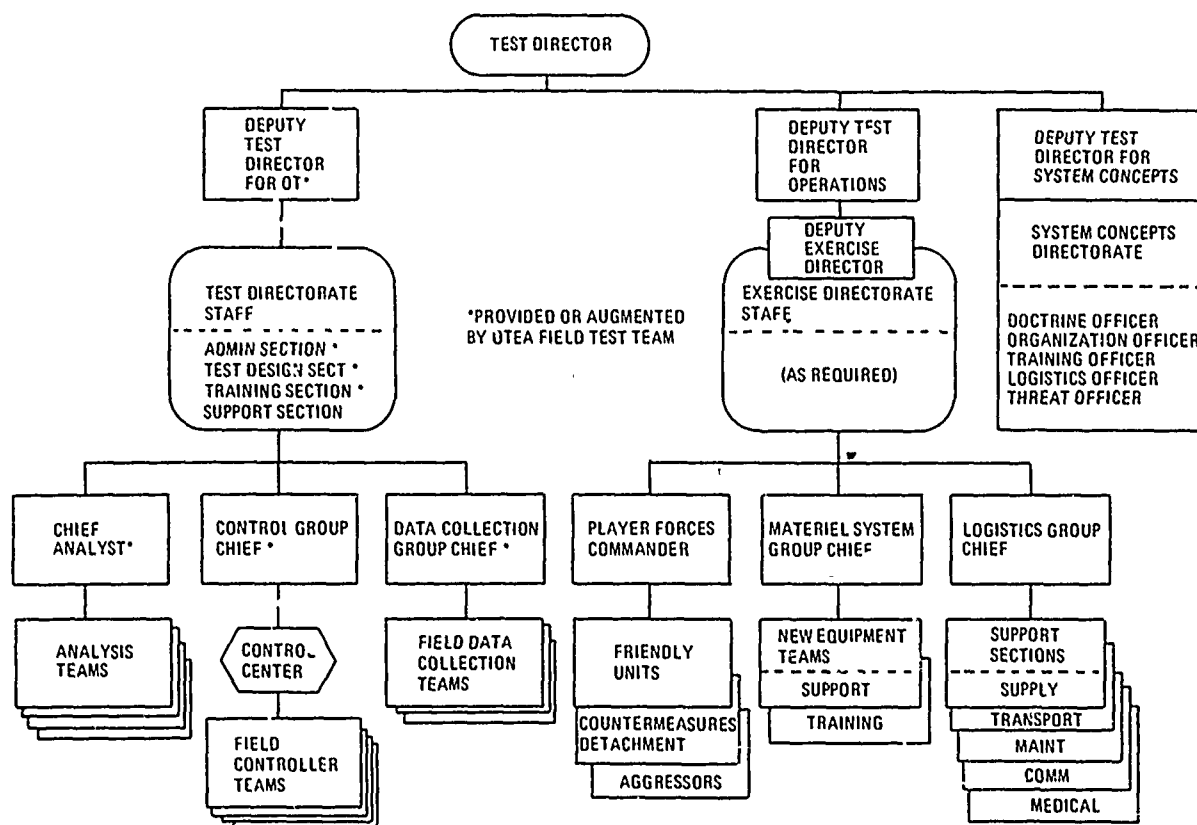 TEST DIRECTOR
DEPUTY
TEST
DIRECTOR
FOR OT*
DEPUTY TEST
DIRECTOR
FOR
OPERATIONS
DEPUTY TEST
DIRECTOR FOR
SYSTEM CONCEPTS
DEPUTY
EXERCISE
DIRECTOR
SYSTEM CONCEPTS
DIRECTORATE
TEST DIRECTORATE
STAFF
ADMIN SECTION *
TEST DESIGN SECT *
TRAINING SECTION *
SUPPORT SECTION
*PROVIDED OR AUGMENTED
BY OTEA FIELD TEST TEAM
EXERCISE DIRECTORATE
STAFF
(AS REQUIRED)
DOCTRINE OFFICER
ORGANIZATION OFFICER
TRAINING OFFICER
LOGISTICS OFFICER
THREAT OFFICER
CHIEF
ANALYST*
CONTROL GROUP
CHIEF *
DATA COLLECTION
GROUP CHIEF *
PLAYER FORCES
COMMANDER
MATERIEL SYSTEM
GROUP CHIEF
LOGISTICS GROUP
CHIEF
ANALYSIS
TEAMS
CONTROL
CENTER
FIELD
CONTROLLER
TEAMS
FIELD DATA
COLLECTION
TEAMS
FRIENDLY
UNITS
COUNTERMEASURES
DETACHMENT
AGGRESSORS
NEW EQUIPMENT
TEAMS
SUPPORT
TRAINING
SUPPORT
SECTIONS
SUPPLY
TRANSPORT
MAINT
COMM
MEDICAL